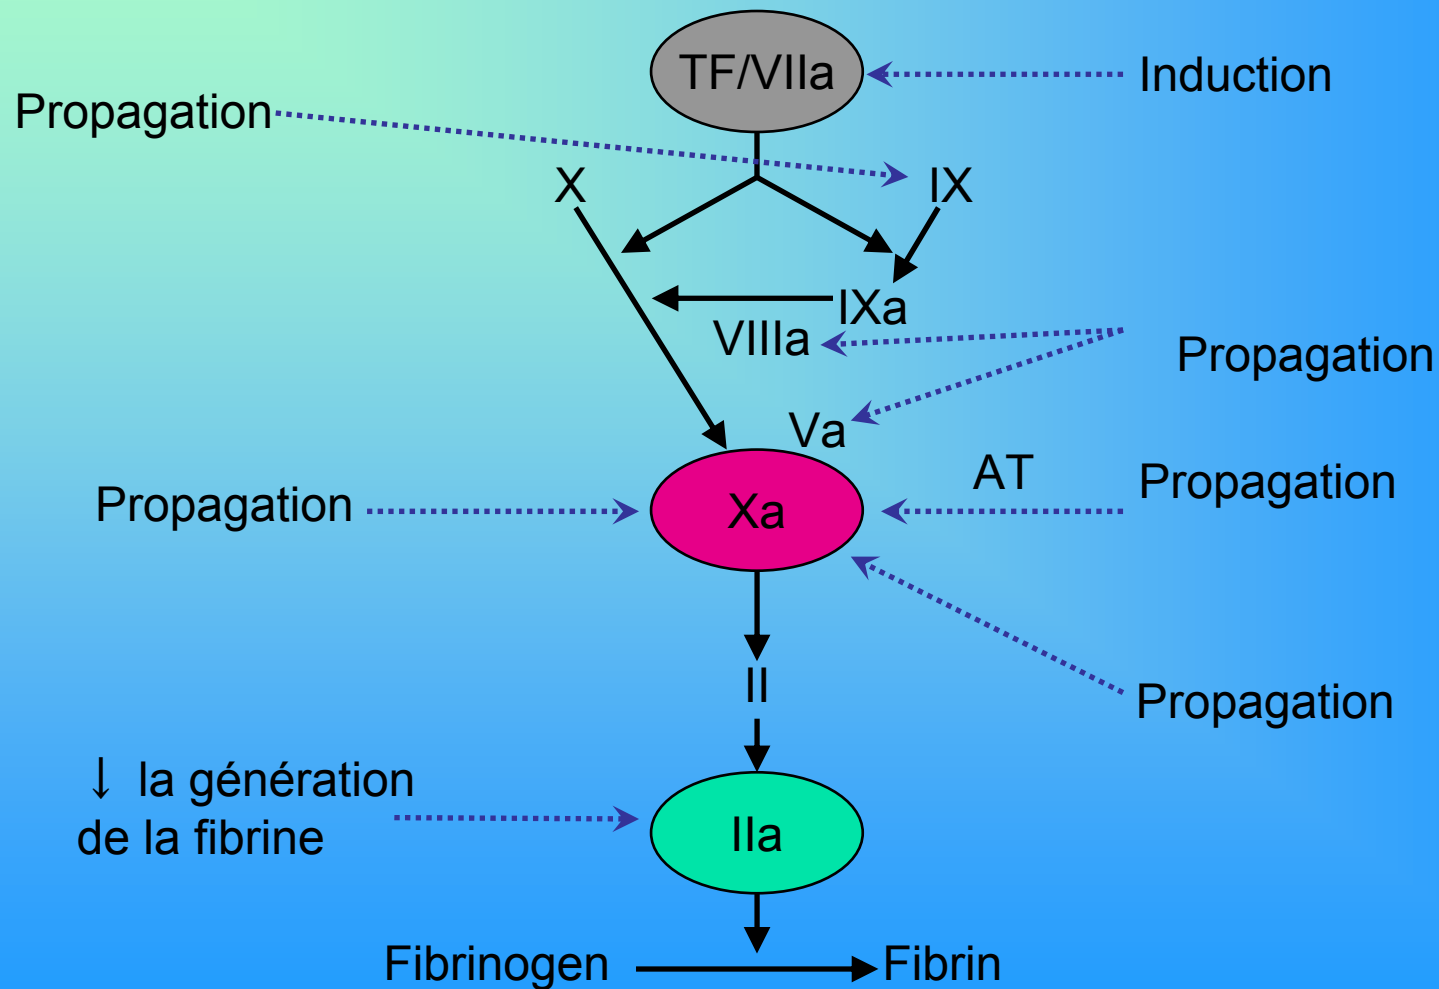 TF/VIIa
Induction
Propagation
X
IX
IXa
VIIIa
Propagation
Va
AT
Propagation
Propagation
Xa
II
Propagation
↓ la génération
de la fibrine
IIa
Fibrinogen
Fibrin